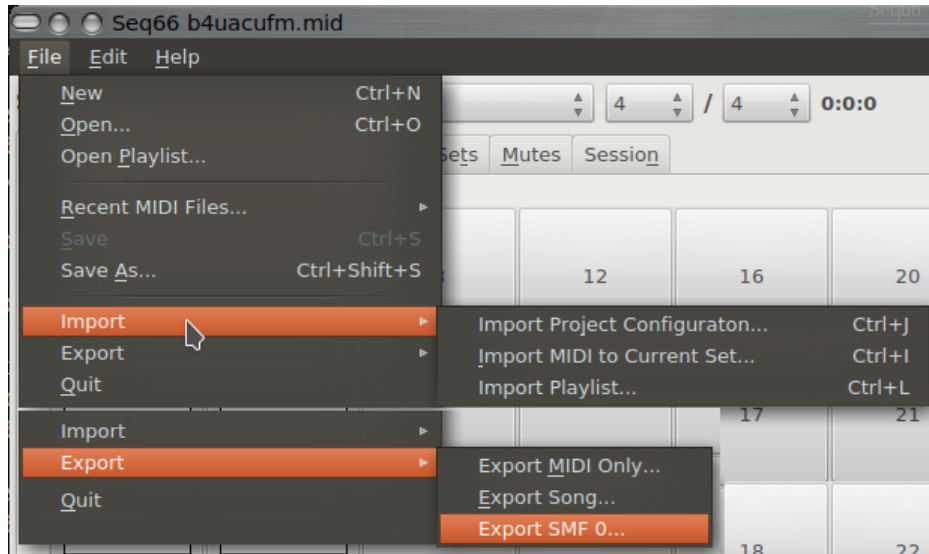 Seq66 b4uacufm.mid
File Edit Help
New Ctrl+N
Open... Ctrl+O
Open Playlist...
4 / 4 0:0:0
Sets Mutes Session
Recent MIDI Files...
Save Ctrl+S
Save As... Ctrl+Shift+S
12 16 20
Import
Export
Quit
Import Project Configuraton... Ctrl+J
Import MIDI to Current Set... Ctrl+I
Import Playlist... Ctrl+L
17 21
Import
Export
Quit
Export MIDI Only...
Export Song...
Export SMF 0...
18 22